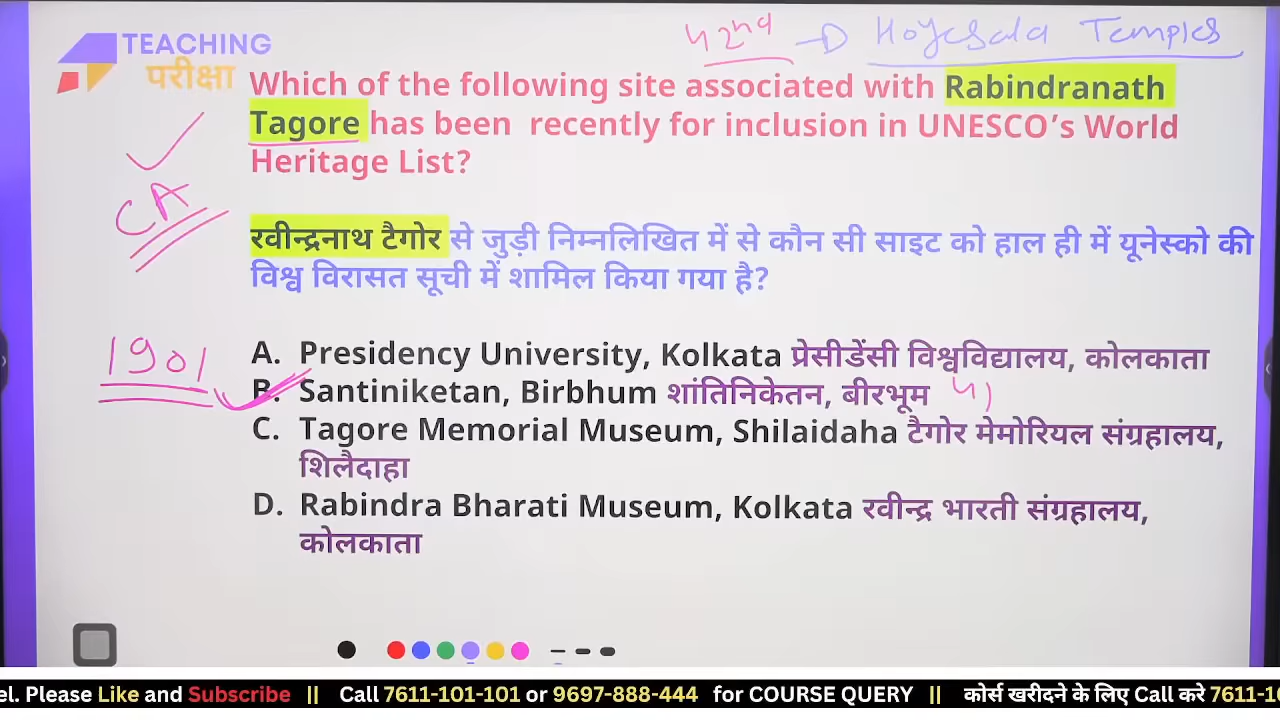 42nd → Hoyesala Temples
TEACHING
परीक्षा
Which of the following site associated with Rabindranath
Tagore has been recently for inclusion in UNESCO's World
Heritage List?
CA
रवीन्द्रनाथ टैगोर से जुड़ी निम्नलिखित में से कौन सी साइट को हाल ही में यूनेस्को की
विश्व विरासत सूची में शामिल किया गया है?
1901
A. Presidency University, Kolkata प्रेसीडेंसी विश्वविद्यालय, कोलकाता
B. Santiniketan, Birbhum शांतिनिकेतन, बीरभूम 41
C. Tagore Memorial Museum, Shilaidaha टैगोर मेमोरियल संग्रहालय,
शिलैदाहा
D. Rabindra Bharati Museum, Kolkata रवीन्द्र भारती संग्रहालय,
कोलकाता
el. Please Like and Subscribe || Call 7611-101-101 or 9697-888-444 for COURSE QUERY || कोर्स खरीदने के लिए Call करे 7611-10